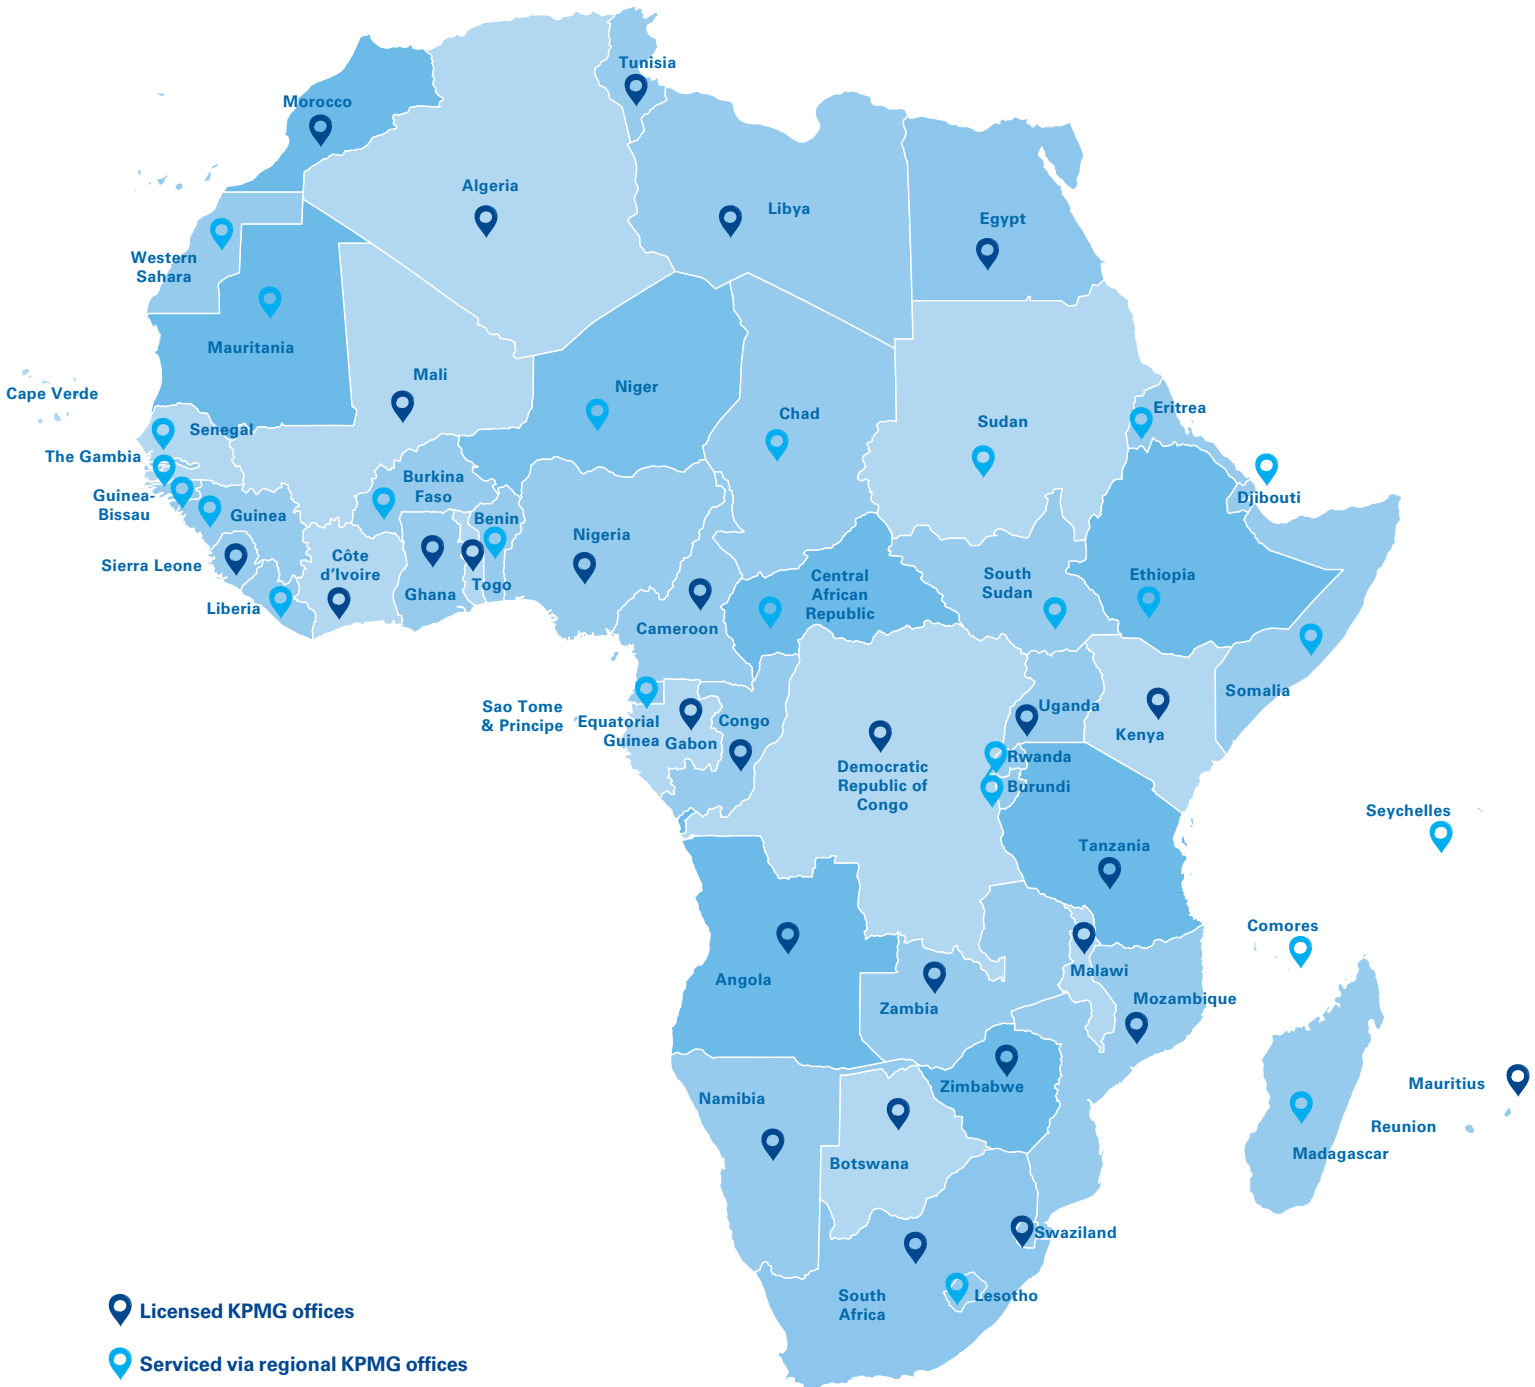 Tunisia
Morocco
Algeria
Libya
Egypt
Western
Sahara
Mauritania
Mali
Niger
Cape Verde
Chad
Sudan
Eritrea
Senegal
The Gambia
Burkina
Faso
Guinea-
Bissau
Guinea
Benin
Djibouti
Nigeria
Sierra Leone
Côte
d'Ivoire
Togo
Ghana
Liberia
Central
African
Republic
South
Sudan
Ethiopia
Cameroon
Somalia
Sao Tome
& Principe
Equatorial
Guinea
Gabon
Congo
Uganda
Kenya
Democratic
Republic of
Congo
Rwanda
Burundi
Seychelles
Tanzania
Comores
Angola
Malawi
Zambia
Mozambique
Zimbabwe
Mauritius
Namibia
Reunion
Madagascar
Botswana
Swaziland
South
Africa
Lesotho
Licensed KPMG offices
Serviced via regional KPMG offices